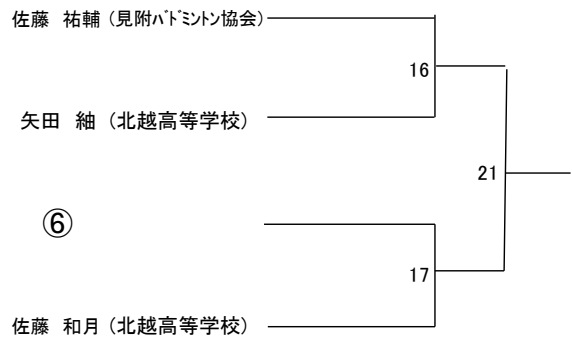 佐藤　祐輔（見附ﾊﾞﾄﾞﾐﾝﾄﾝ協会）
16
矢田　紬　（北越高等学校）
21
⑥
17
佐藤　和月（北越高等学校）